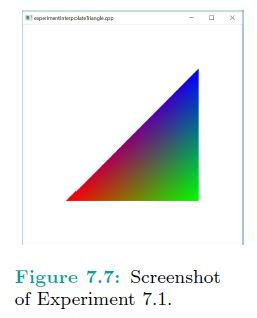 experimentInterpolateTriangle.cpp
Figure 7.7: Screenshot
of Experiment 7.1.